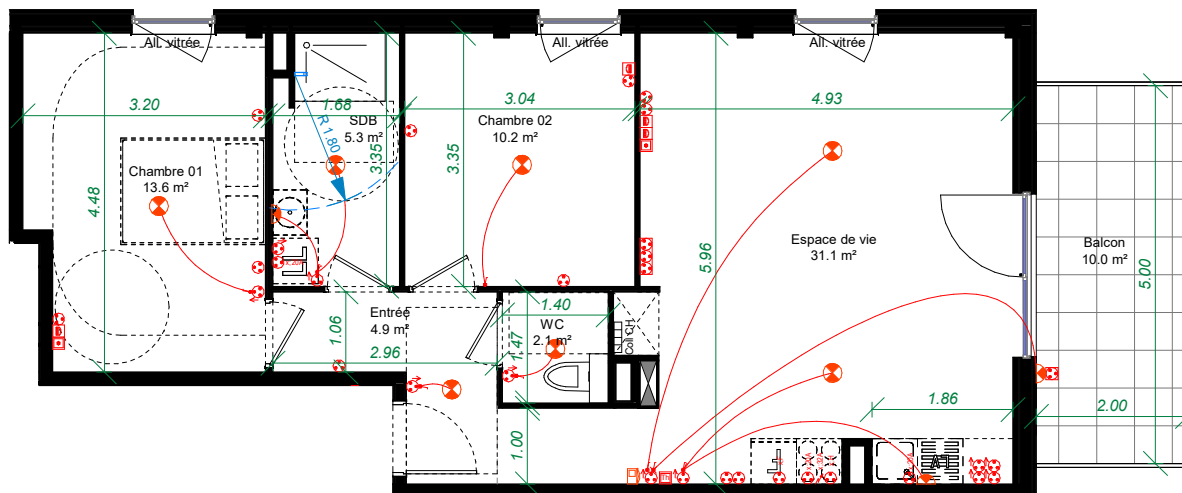 All. vitrée
All. vitrée
All. vitrée
3.20
1.68
3.04
4.93
SDB
5.3 m²
Chambre 02
10.2 m²
R 1.80
3.35
3.35
Chambre 01
13.6 m²
4.48
5.96
Espace de vie
31.1 m²
Balcon
10.0 m²
5.00
Entrée
4.9 m²
1.06
2.96
1.40
WC
2.1 m²
1.47
Coll CH
1.86
2.00
1.00
LL
LV